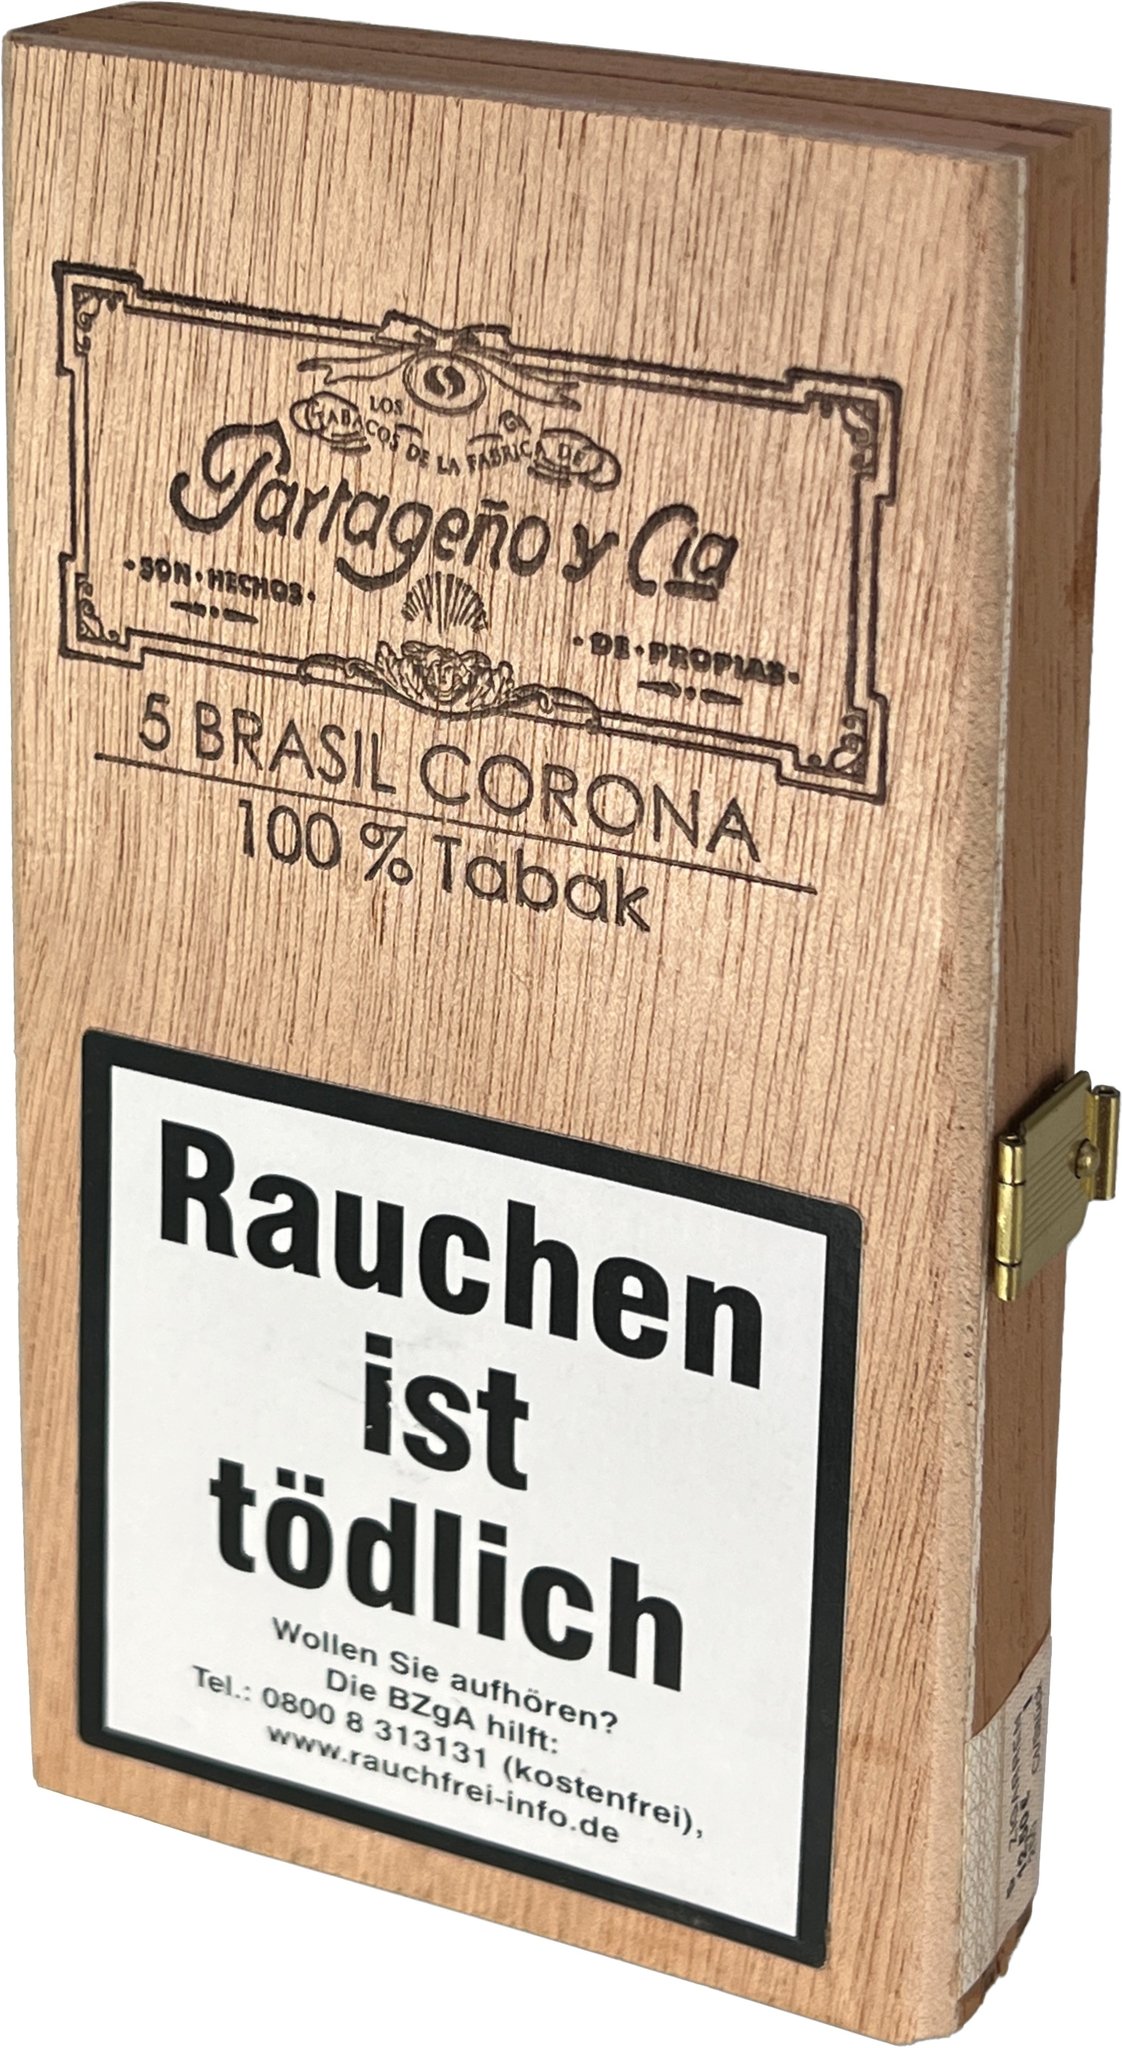 LOS
TABACOS DE LA FABRICA DE
Partageño y Cia
·SON·HECHOS·
·DE·PROPIAS·
5 BRASIL CORONA
100 % Tabak
Rauchen
ist
tödlich
Wollen Sie aufhören?
Die BZgA hilft:
Tel.: 0800 8 313131 (kostenfrei),
www.rauchfrei-info.de
ZIGARREN